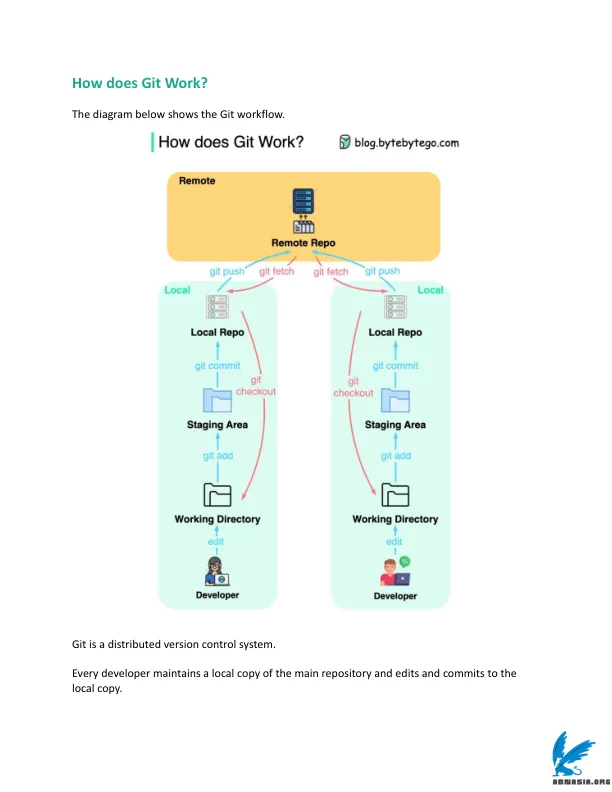 How does Git Work?
The diagram below shows the Git workflow.
How does Git Work?
blog.bytebytego.com
Remote
Remote Repo
git push
git fetch
git fetch
git push
Local
Local
Local Repo
Local Repo
git commit
git commit
git
checkout
git
checkout
Staging Area
Staging Area
git add
git add
Working Directory
Working Directory
edit
edit
Developer
Developer
Git is a distributed version control system.
Every developer maintains a local copy of the main repository and edits and commits to the
local copy.
ABNASIA.ORG